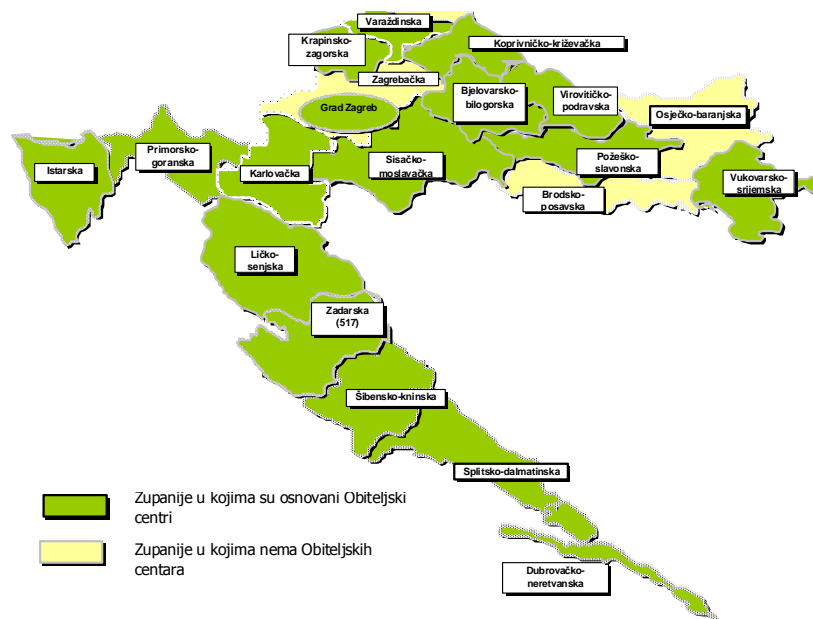 Varaždinska
Krapinsko-
zagorska
Koprivničko-križevačka
Zagrebačka
Bjelovarsko-
bilogorska
Virovitičko-
podravska
Grad Zagreb
Osječko-baranjska
Istarska
Primorsko-
goranska
Karlovačka
Sisačko-
moslavačka
Požeško-
slavonska
Vukovarsko-
srijemska
Brodsko-
posavska
Ličko-
senjska
Zadarska
(517)
Šibensko-kninska
Splitsko-dalmatinska
Dubrovačko-
neretvanska
Zupanije u kojima su osnovani Obiteljski
centri
Zupanije u kojima nema Obiteljskih
centara